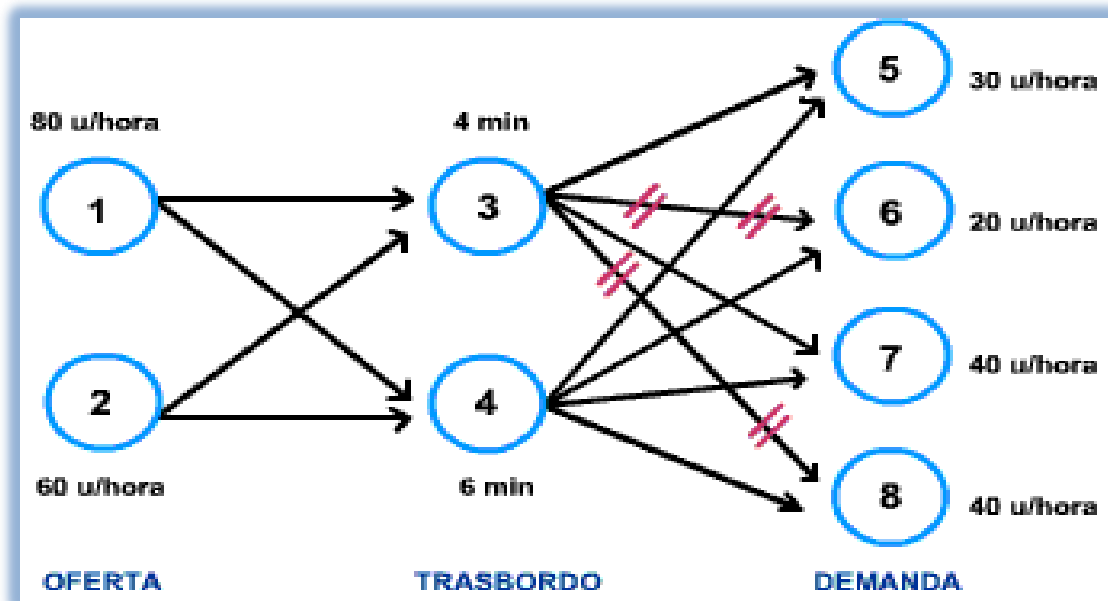 5
30 u/hora
80 u/hora
4 min
1
3
6
20 u/hora
7
40 u/hora
2
4
60 u/hora
6 min
8
40 u/hora
OFERTA
TRASBORDO
DEMANDA